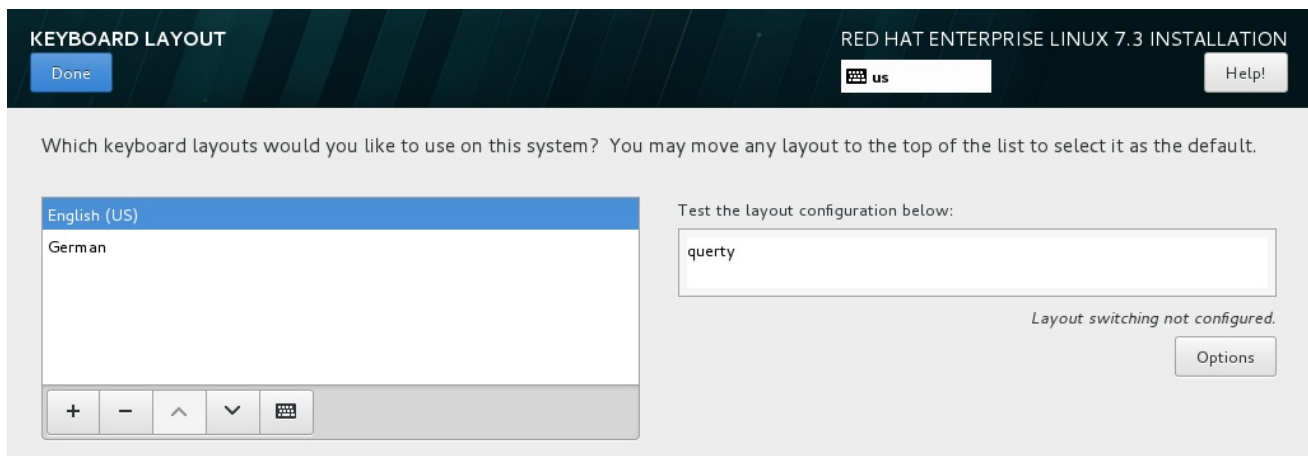 KEYBOARD LAYOUT
Done
RED HAT ENTERPRISE LINUX 7.3 INSTALLATION
us
Help!
Which keyboard layouts would you like to use on this system? You may move any layout to the top of the list to select it as the default.
English (US)
German
Test the layout configuration below:
querty
Layout switching not configured.
Options